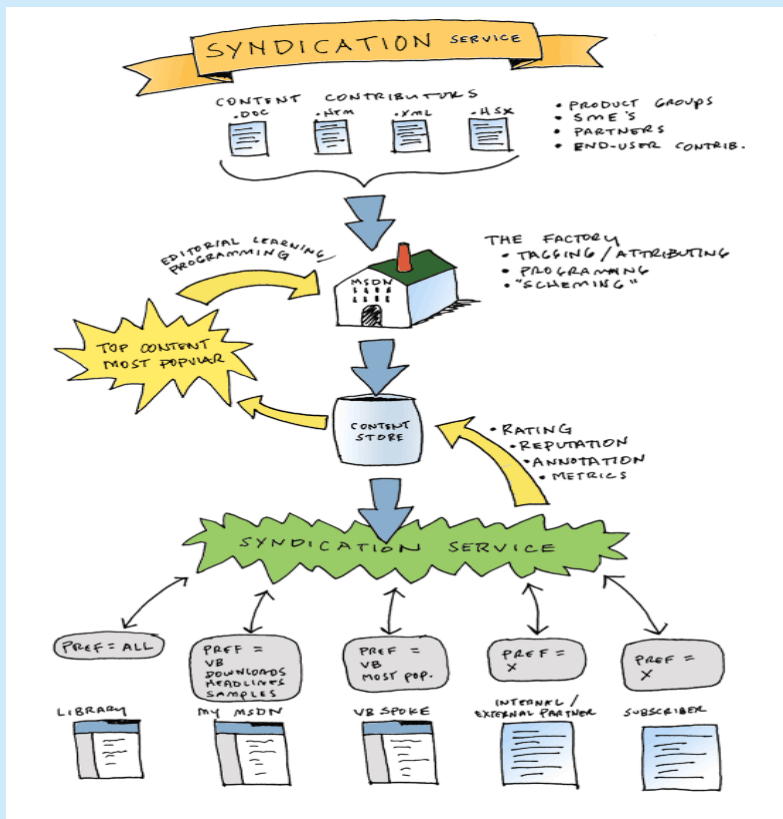 SYNDICATION SERVICE
CONTENT CONTRIBUTORS
.DOC .HTM .XML .HSX
• PRODUCT GROUPS
• SME'S
• PARTNERS
• END-USER CONTRIB.
EDITORIAL LEARNING/
PROGRAMMING
MSDN
THE FACTORY
• TAGGING / ATTRIBUTING
• PROGRAMING
• "SCHEMING"
TOP CONTENT
MOST POPULAR
CONTENT
STORE
• RATING
• REPUTATION
• ANNOTATION
• METRICS
SYNDICATION SERVICE
PREF = ALL
PREF =
VB
DOWNLOADS
HEADLINES
SAMPLES
PREF =
VB
MOST POP.
PREF =
X
PREF =
X
LIBRARY
MY MSDN
VB SPOKE
INTERNAL /
EXTERNAL PARTNER
SUBSCRIBER